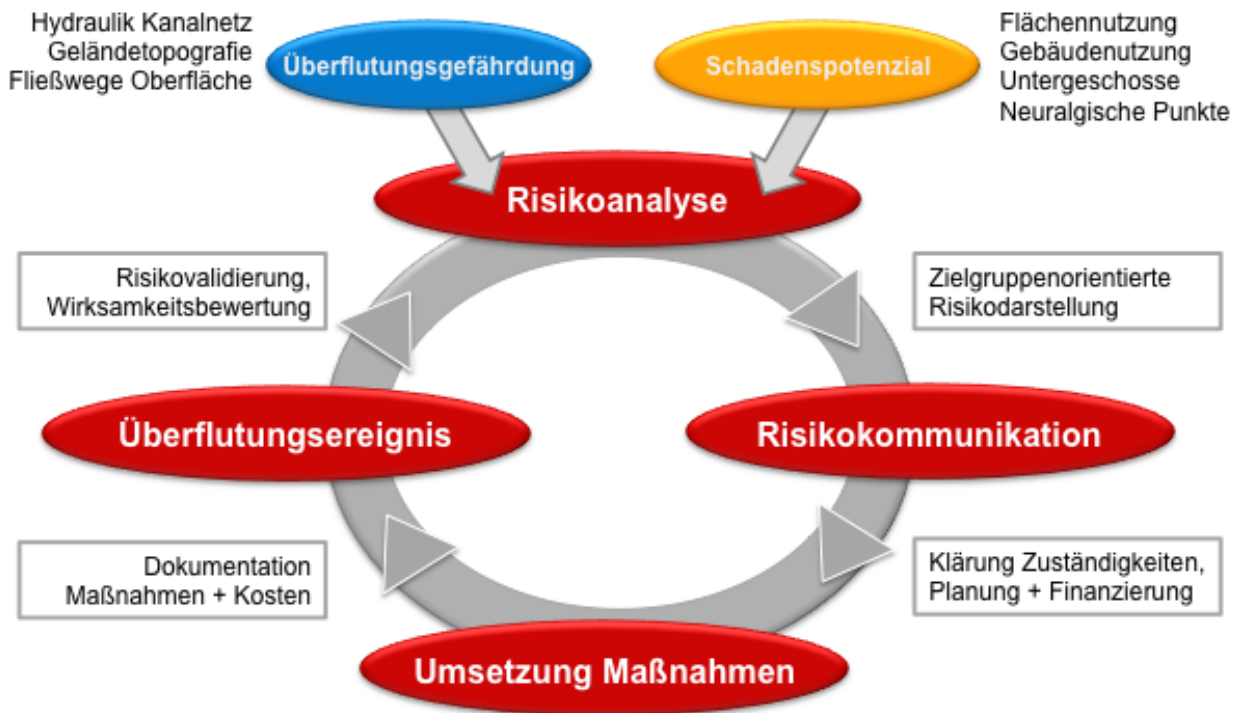 Hydraulik Kanalnetz
Geländetopografie
Fließwege Oberfläche
Überflutungsgefährdung
Schadenspotenzial
Flächennutzung
Gebäudenutzung
Untergeschosse
Neuralgische Punkte
Risikoanalyse
Risikovalidierung,
Wirksamkeitsbewertung
Zielgruppenorientierte
Risikodarstellung
Überflutungsereignis
Risikokommunikation
Dokumentation
Maßnahmen + Kosten
Klärung Zuständigkeiten,
Planung + Finanzierung
Umsetzung Maßnahmen